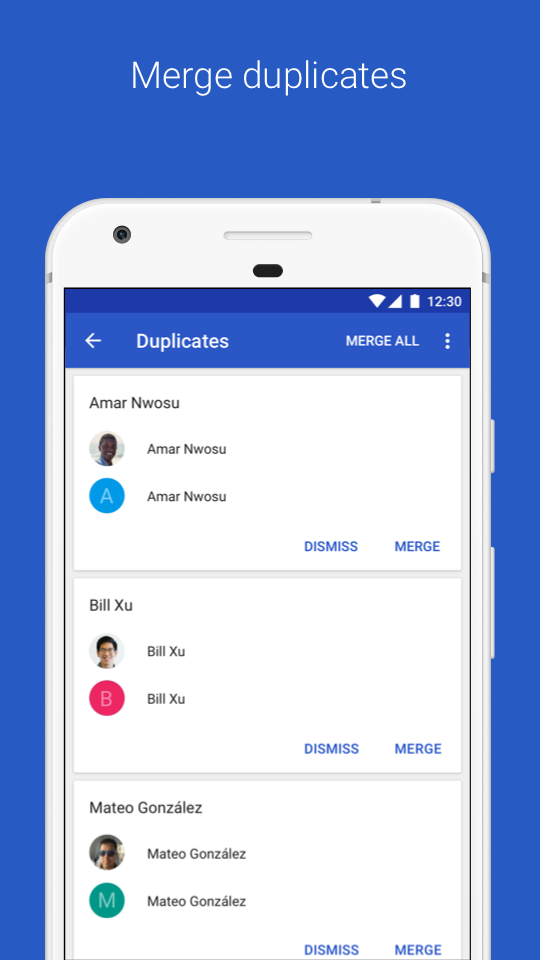 Merge duplicates
12:30
Duplicates MERGE ALL
Amar Nwosu
Amar Nwosu
A Amar Nwosu
DISMISS MERGE
Bill Xu
Bill Xu
B Bill Xu
DISMISS MERGE
Mateo González
Mateo González
M Mateo González
DISMISS MERGE